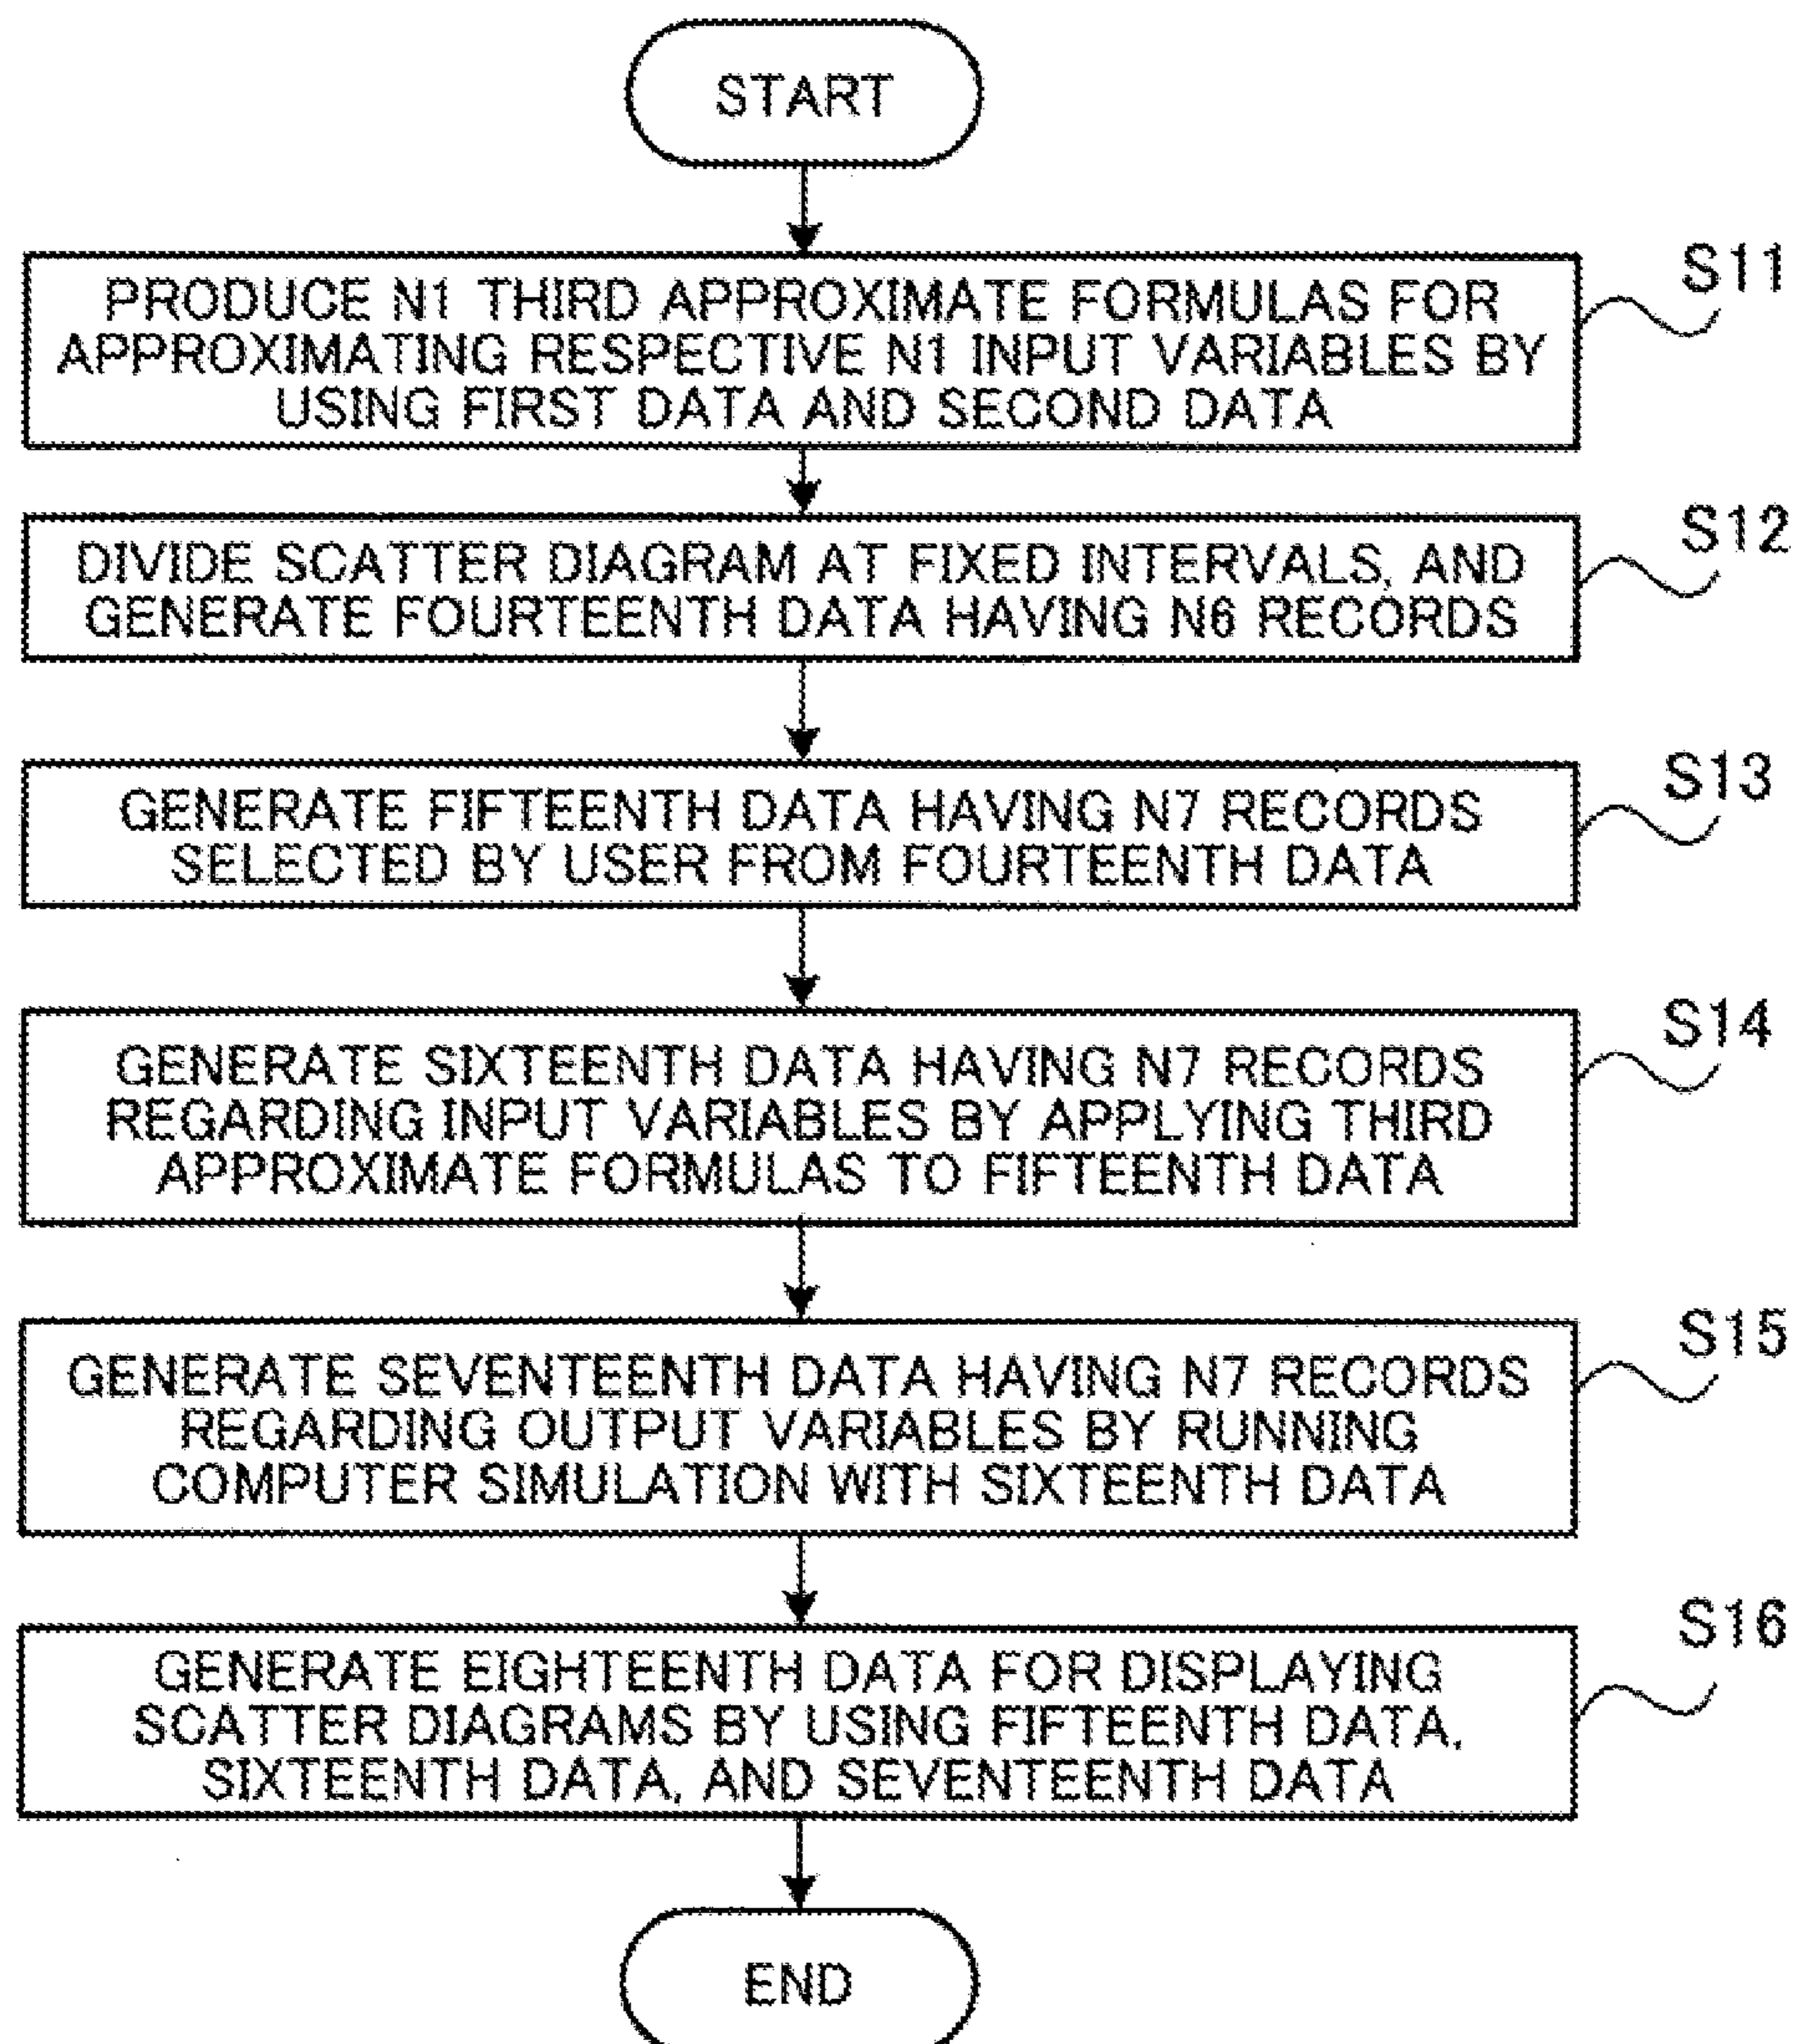 START
S11
PRODUCE N1 THIRD APPROXIMATE FORMULAS FOR
APPROXIMATING RESPECTIVE N1 INPUT VARIABLES BY
USING FIRST DATA AND SECOND DATA
S12
DIVIDE SCATTER DIAGRAM AT FIXED INTERVALS, AND
GENERATE FOURTEENTH DATA HAVING N6 RECORDS
S13
GENERATE FIFTEENTH DATA HAVING N7 RECORDS
SELECTED BY USER FROM FOURTEENTH DATA
S14
GENERATE SIXTEENTH DATA HAVING N7 RECORDS
REGARDING INPUT VARIABLES BY APPLYING THIRD
APPROXIMATE FORMULAS TO FIFTEENTH DATA
S15
GENERATE SEVENTEENTH DATA HAVING N7 RECORDS
REGARDING OUTPUT VARIABLES BY RUNNING
COMPUTER SIMULATION WITH SIXTEENTH DATA
S16
GENERATE EIGHTEENTH DATA FOR DISPLAYING
SCATTER DIAGRAMS BY USING FIFTEENTH DATA,
SIXTEENTH DATA, AND SEVENTEENTH DATA
END